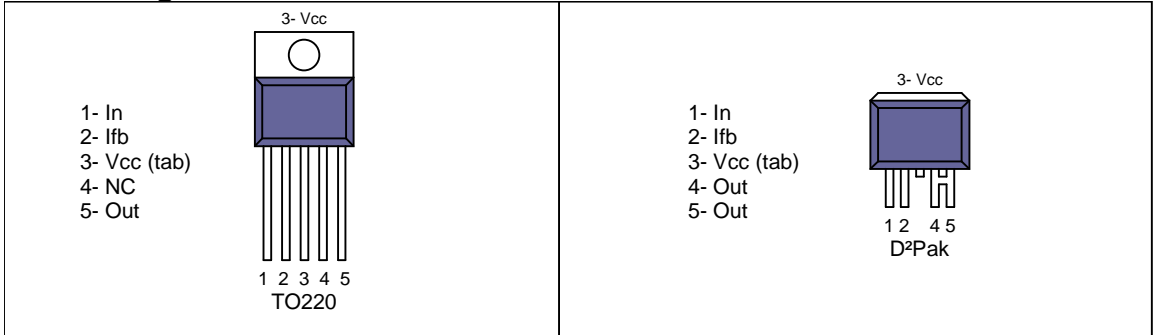 3- Vcc
1- In
2- Ifb
3- Vcc (tab)
4- NC
5- Out
1 2 3 4 5
TO220
3- Vcc
1- In
2- Ifb
3- Vcc (tab)
4- Out
5- Out
1 2 4 5
D²Pak